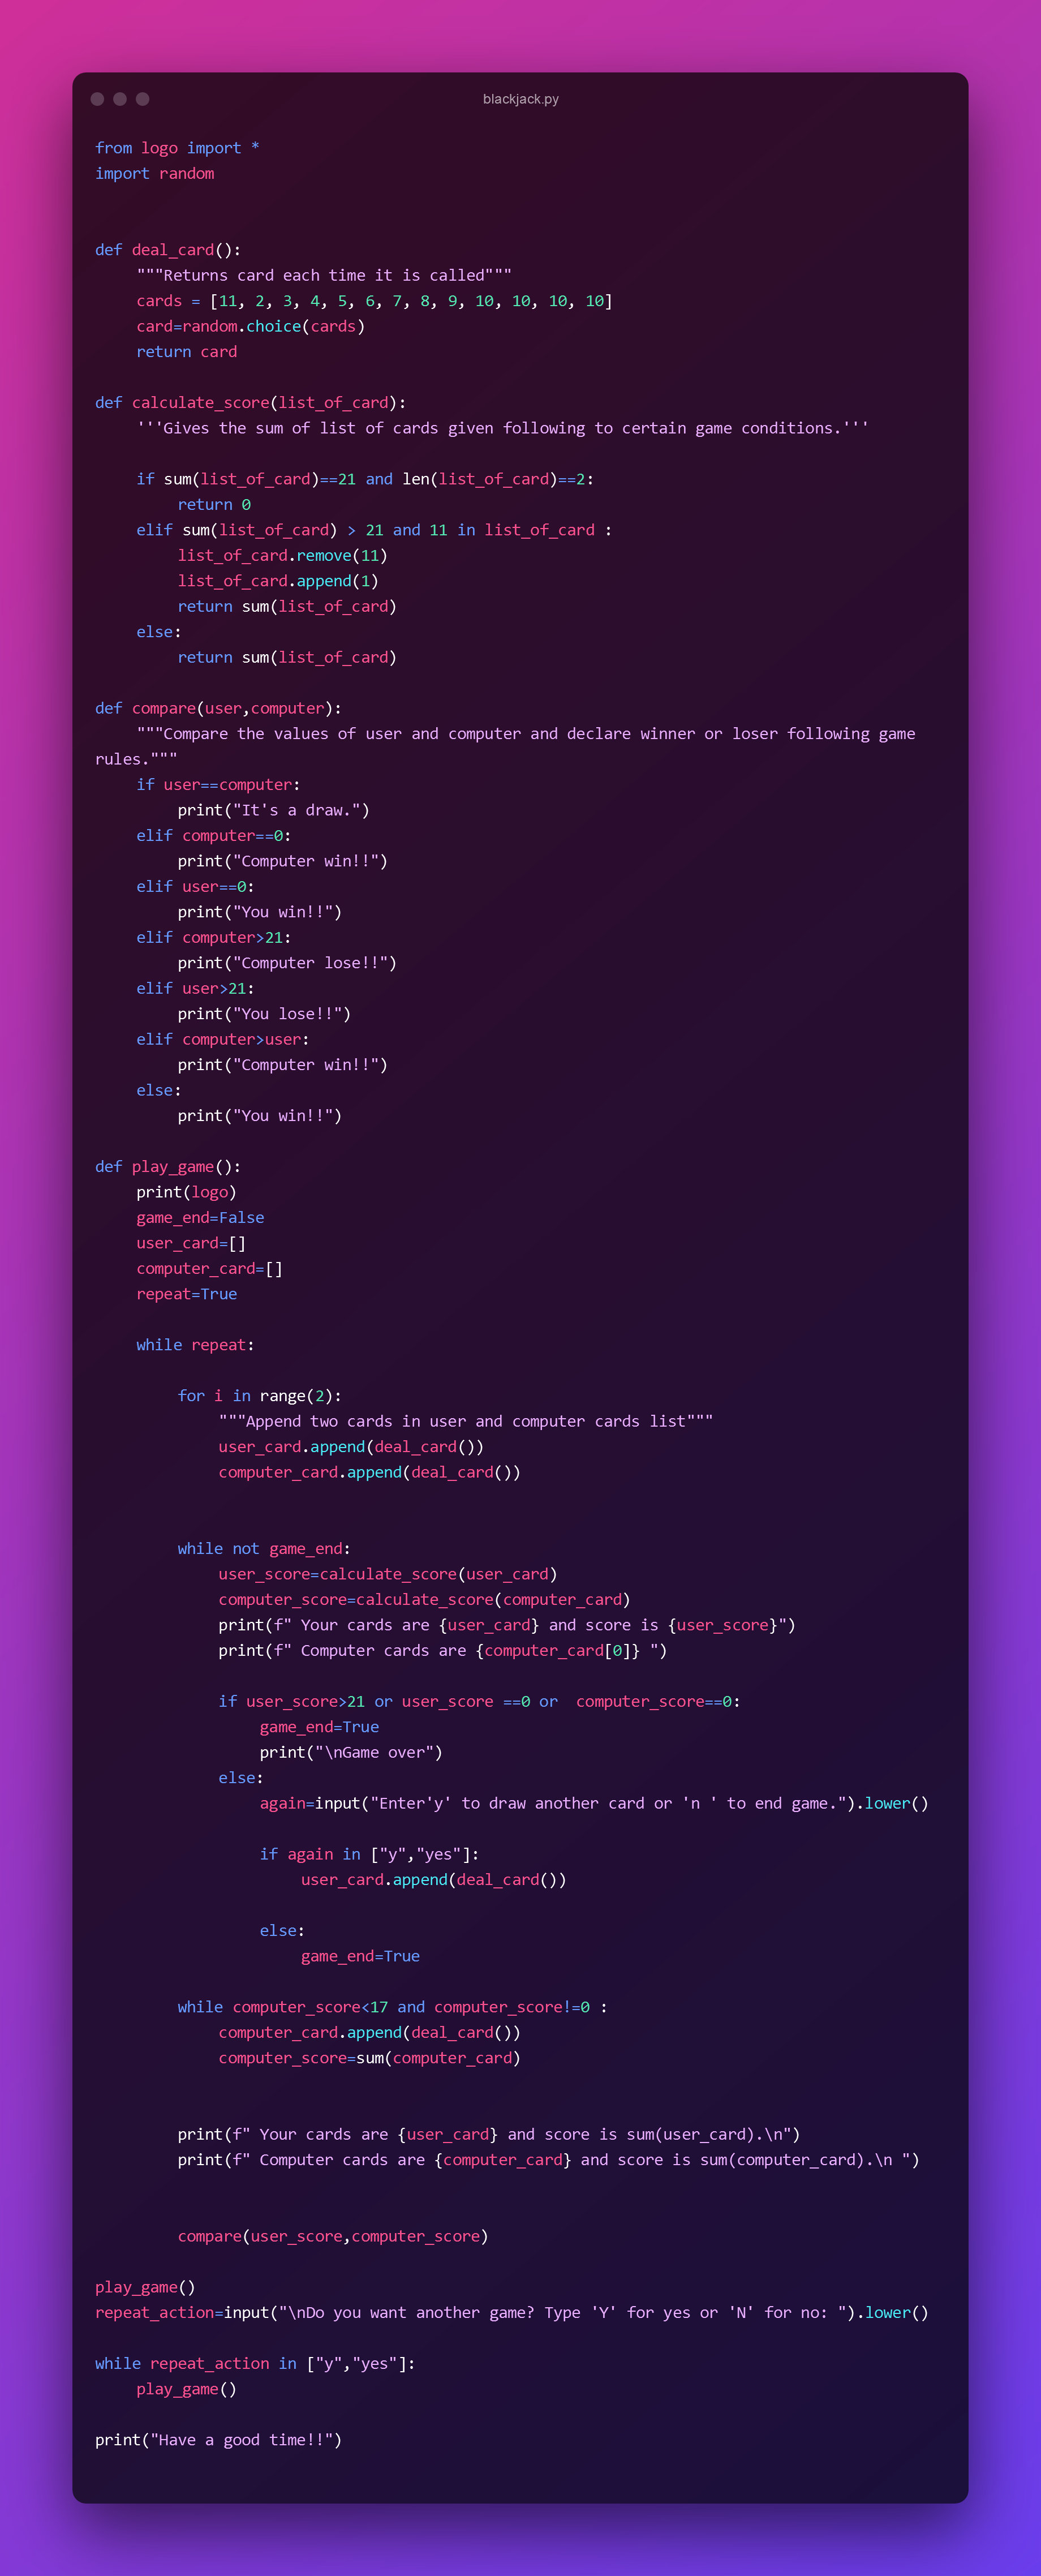 blackjack.py
from logo import *
import random


def deal_card():
    """Returns card each time it is called"""
    cards = [11, 2, 3, 4, 5, 6, 7, 8, 9, 10, 10, 10, 10]
    card=random.choice(cards)
    return card

def calculate_score(list_of_card):
    '''Gives the sum of list of cards given following to certain game conditions.'''

    if sum(list_of_card)==21 and len(list_of_card)==2:
        return 0
    elif sum(list_of_card) > 21 and 11 in list_of_card :
        list_of_card.remove(11)
        list_of_card.append(1)
        return sum(list_of_card)
    else:
        return sum(list_of_card)

def compare(user,computer):
    """Compare the values of user and computer and declare winner or loser following game
rules."""
    if user==computer:
        print("It's a draw.")
    elif computer==0:
        print("Computer win!!")
    elif user==0:
        print("You win!!")
    elif computer>21:
        print("Computer lose!!")
    elif user>21:
        print("You lose!!")
    elif computer>user:
        print("Computer win!!")
    else:
        print("You win!!")

def play_game():
    print(logo)
    game_end=False
    user_card=[]
    computer_card=[]
    repeat=True

    while repeat:

        for i in range(2):
            """Append two cards in user and computer cards list"""
            user_card.append(deal_card())
            computer_card.append(deal_card())


        while not game_end:
            user_score=calculate_score(user_card)
            computer_score=calculate_score(computer_card)
            print(f" Your cards are {user_card} and score is {user_score}")
            print(f" Computer cards are {computer_card[0]} ")

            if user_score>21 or user_score ==0 or  computer_score==0:
                game_end=True
                print("\nGame over")
            else:
                again=input("Enter'y' to draw another card or 'n ' to end game.").lower()

                if again in ["y","yes"]:
                    user_card.append(deal_card())

                else:
                    game_end=True

        while computer_score<17 and computer_score!=0 :
            computer_card.append(deal_card())
            computer_score=sum(computer_card)


        print(f" Your cards are {user_card} and score is sum(user_card).\n")
        print(f" Computer cards are {computer_card} and score is sum(computer_card).\n ")


        compare(user_score,computer_score)

play_game()
repeat_action=input("\nDo you want another game? Type 'Y' for yes or 'N' for no: ").lower()

while repeat_action in ["y","yes"]:
    play_game()

print("Have a good time!!")